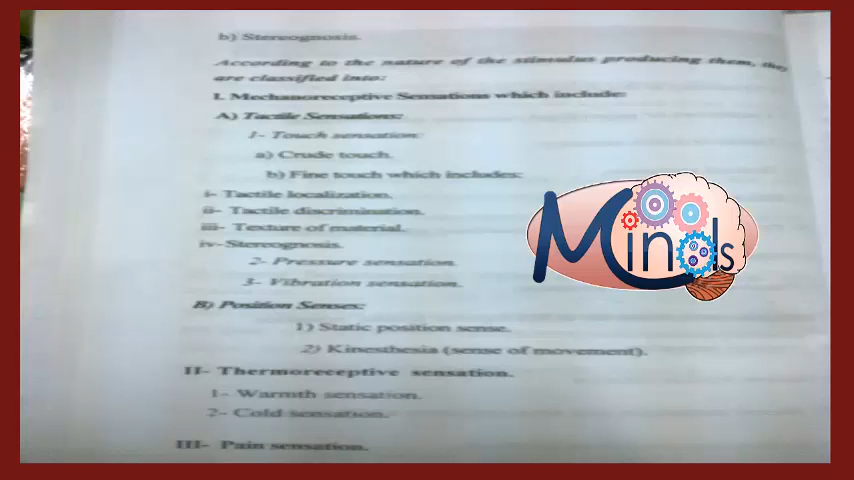 b) Stereognosis.
According to the nature of the stimulus producing them, they
are classified into:
I. Mechanoreceptive Sensations which include:
A) Tactile Sensations:
1- Touch sensation:
a) Crude touch.
b) Fine touch which includes:
i- Tactile localization.
ii- Tactile discrimination.
iii- Texture of material.
iv- Stereognosis.
2- Pressure sensation.
3- Vibration sensation.
B) Position Senses:
1) Static position sense.
2) Kinesthesia (sense of movement).
II- Thermoreceptive sensation.
1- Warmth sensation.
2- Cold sensation.
III- Pain sensation.
Minds